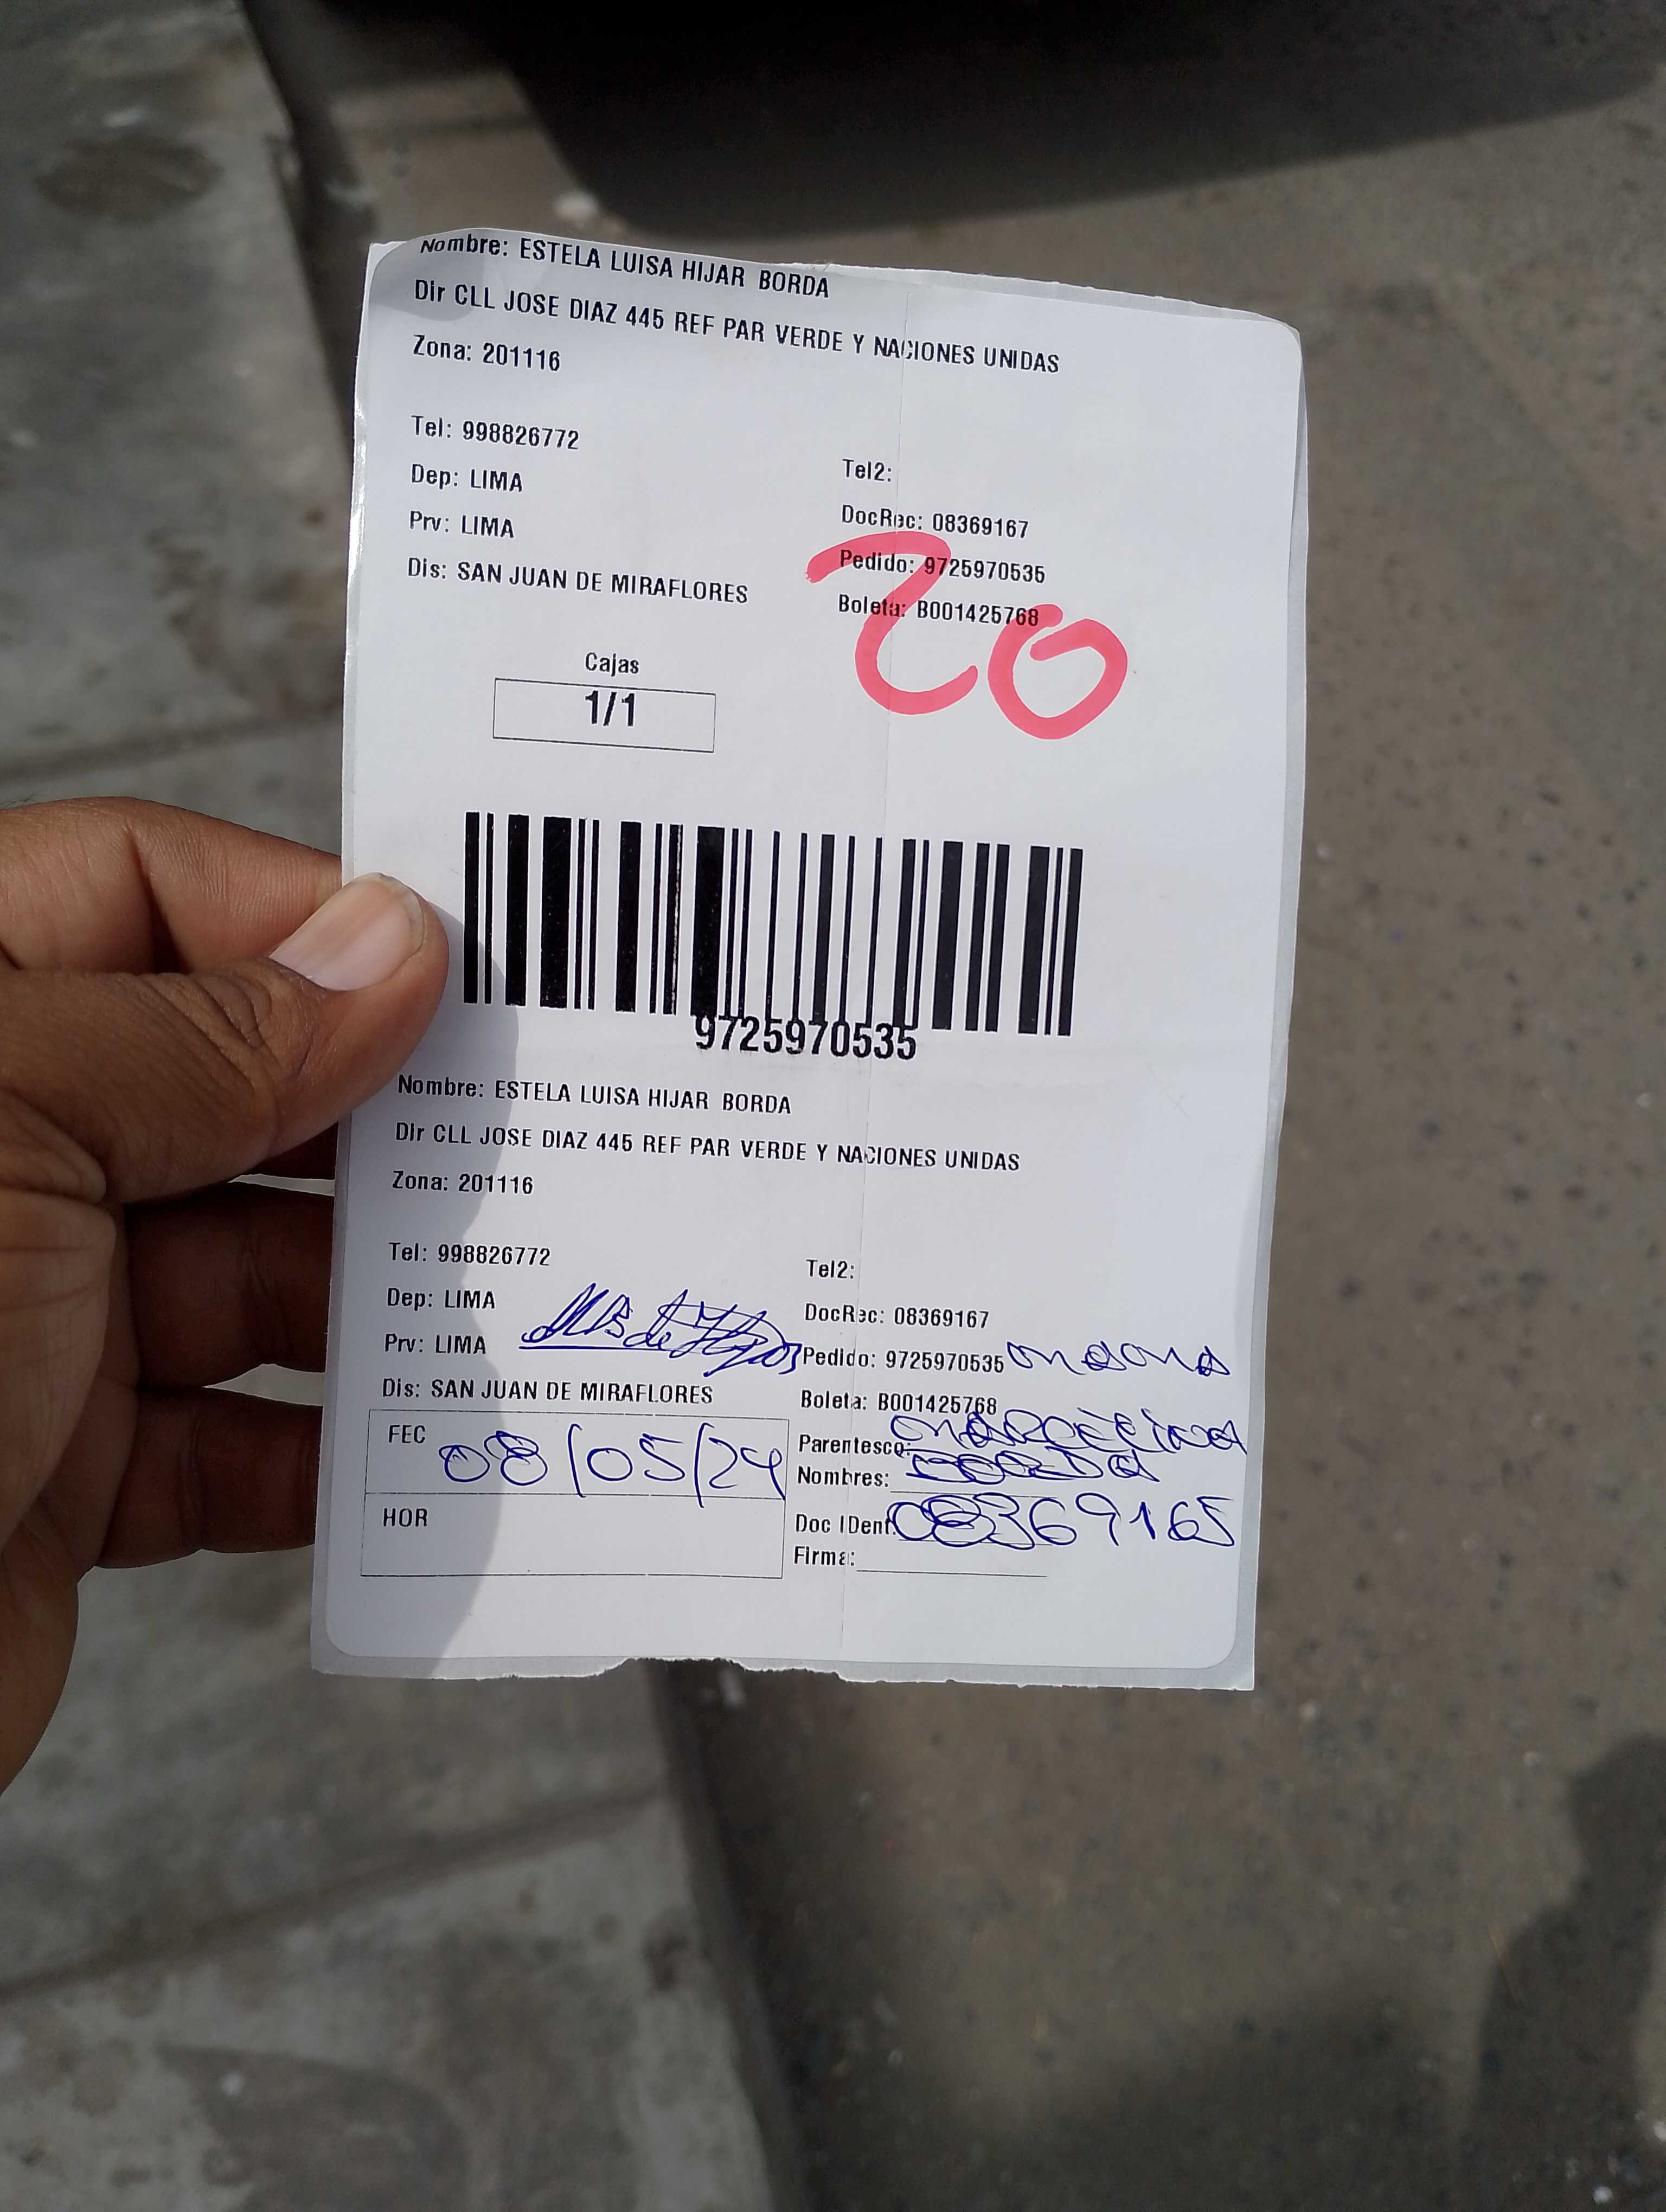 Nombre: ESTELA LUISA HIJAR BORDA
Dir CLL JOSE DIAZ 445 REF PAR VERDE Y NACIONES UNIDAS
Zona: 201116
Tel: 998826772
Tel2:
Dep: LIMA
DocRec: 08369167
Prv: LIMA
Pedido: 9725970535
Dis: SAN JUAN DE MIRAFLORES
Boleta: B001425768
20
Cajas
1/1
9725970535
Nombre: ESTELA LUISA HIJAR BORDA
Dir CLL JOSE DIAZ 445 REF PAR VERDE Y NACIONES UNIDAS
Zona: 201116
Tel: 998826772
Tel2:
Dep: LIMA
DocRec: 08369167
Prv: LIMA
Pedido: 9725970535
Dis: SAN JUAN DE MIRAFLORES
Boleta: B001425768
FEC 08/05/24
Parentesco:
Nombres: BORDA
HOR
Doc IDent: 08369165
Firma: